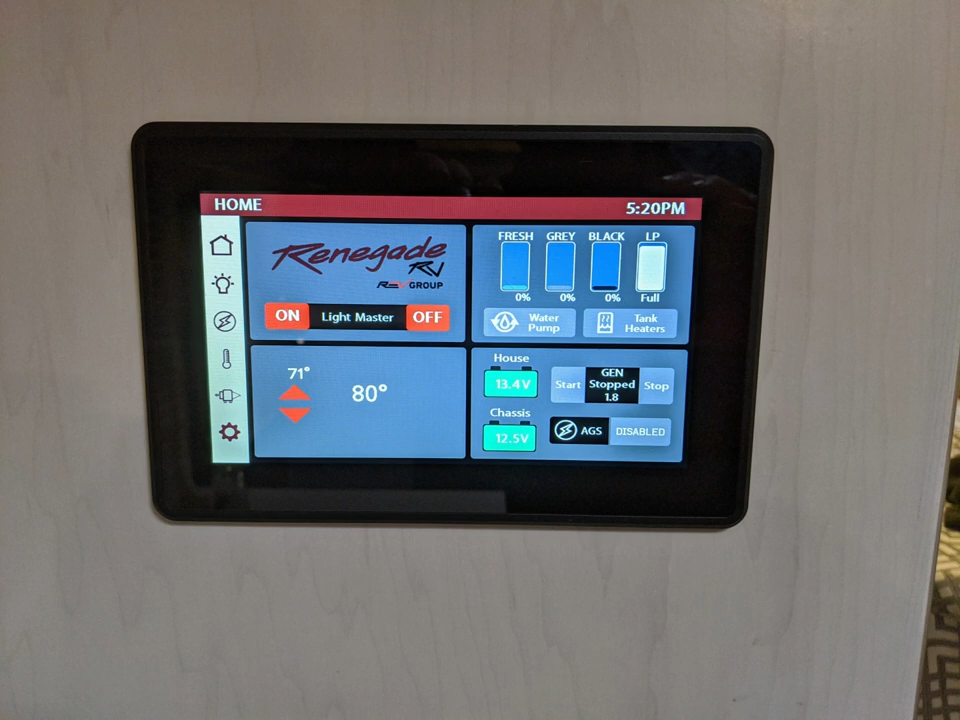 HOME
5:20PM
Renegade
RV
REV GROUP
ON
Light Master
OFF
FRESH
GREY
BLACK
LP
0%
0%
0%
Full
Water
Pump
Tank
Heaters
71°
80°
House
13.4V
Chassis
12.5V
Start
GEN
Stopped
1.8
Stop
AGS
DISABLED